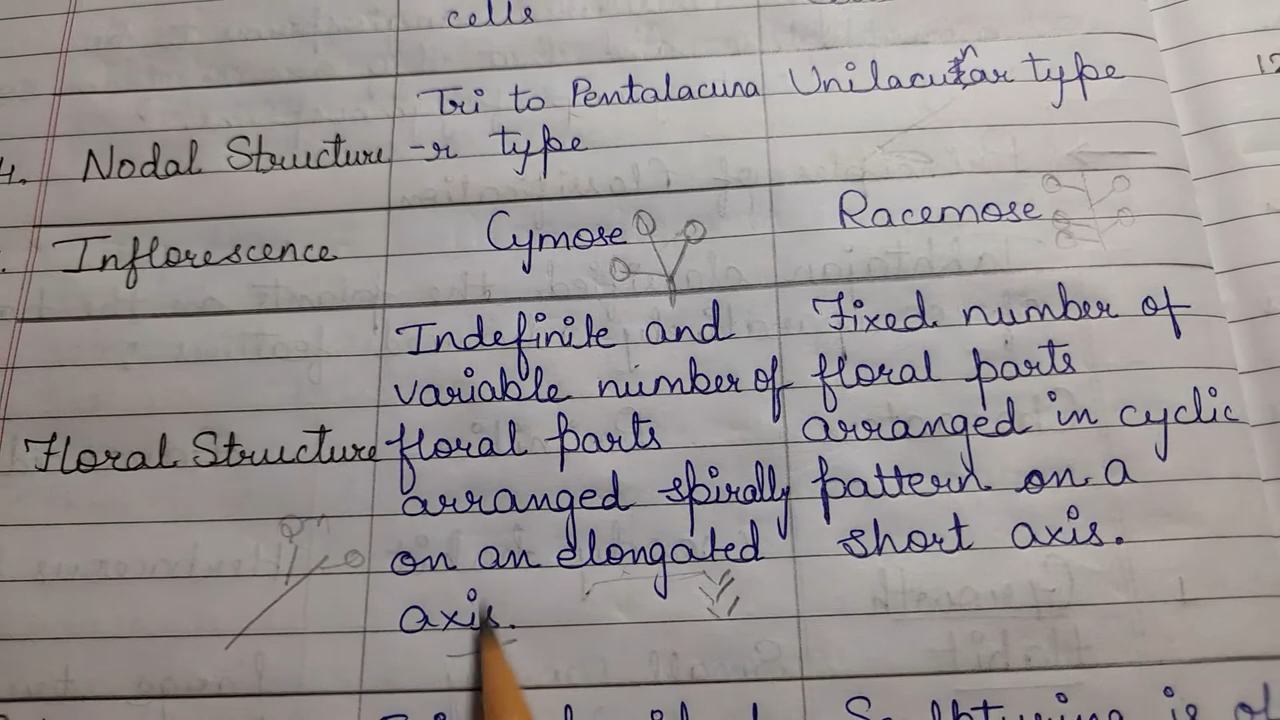 cells
Tri to Pentalacuna Unilacunar type
4. Nodal Structure -r type
12
Inflorescence Cymose Racemose
Indefinite and Fixed number of
variable number of floral parts
Floral Structure floral parts arranged in cyclic
arranged spirally pattern on a
on an elongated short axis.
axis.